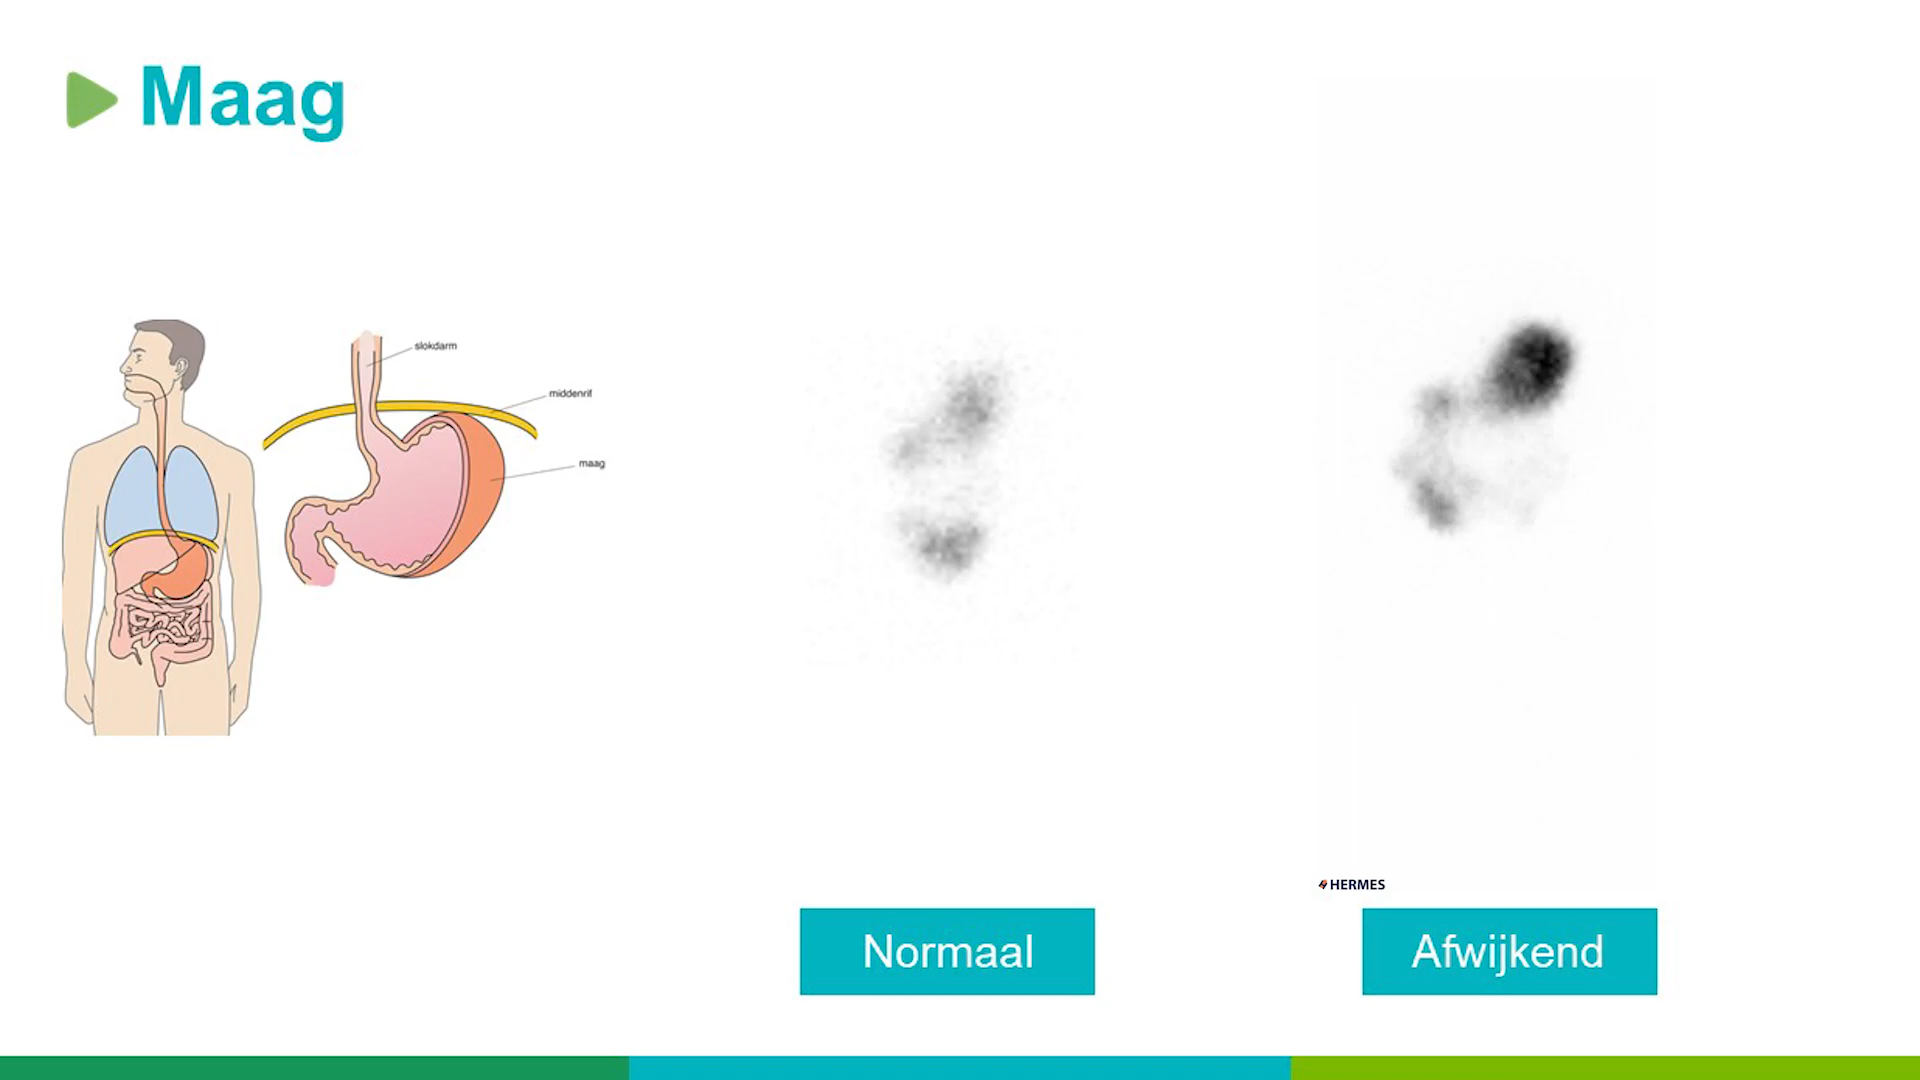 Maag
slokdarm
middenrif
maag
HERMES
Normaal
Afwijkend